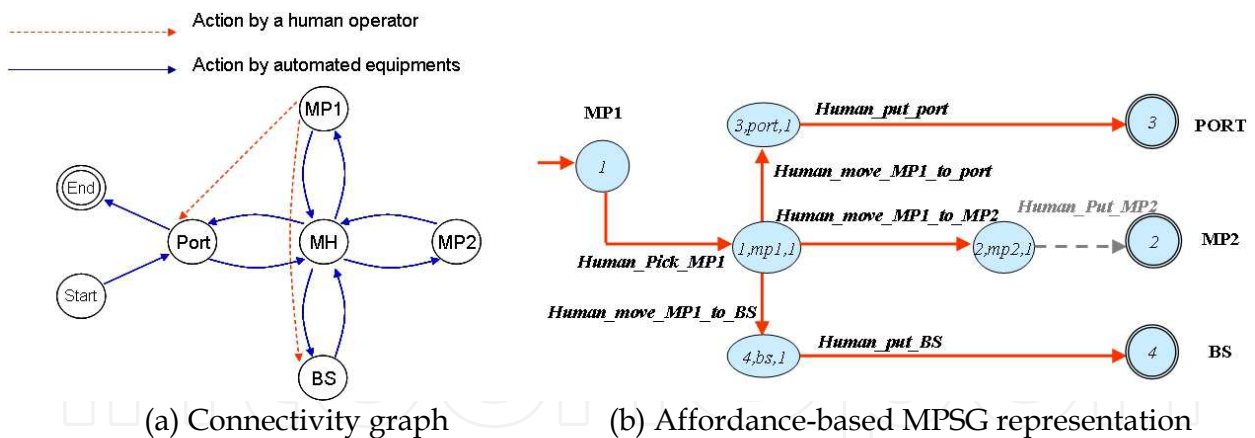 Action by a human operator
Action by automated equipments
MP1
End
Port
MH
MP2
Start
BS
(a) Connectivity graph
MP1
1
Human_Pick_MP1
3,port,1
Human_put_port
3
PORT
Human_move_MP1_to_port
Human_move_MP1_to_MP2
Human_Put_MP2
1,mp1,1
2,mp2,1
2
MP2
Human_move_MP1_to_BS
4,bs,1
Human_put_BS
4
BS
(b) Affordance-based MPSG representation